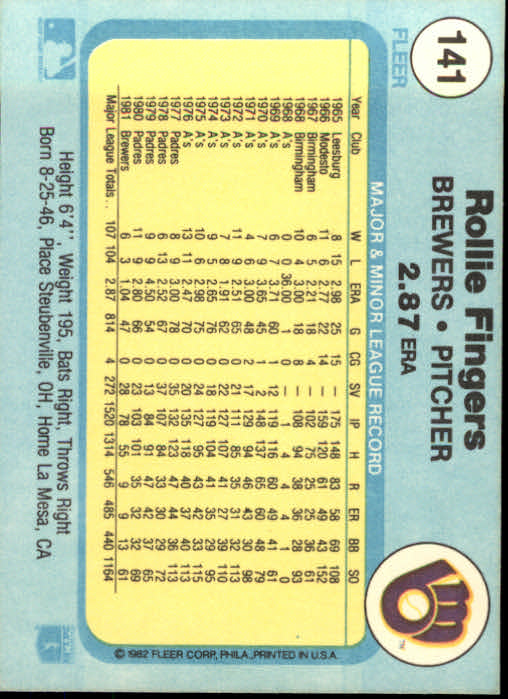 141
FLEER
Rollie Fingers
BREWERS • PITCHER
2.87 ERA
MAJOR & MINOR LEAGUE RECORD
Year Club W L ERA G CG SV IP H R ER BB SO
1965 Leesburg 8 15 2.98 25 15 — 175 148 83 58 69 108
1966 Modesto 11 6 2.77 22 14 — 159 120 61 49 43 152
1967 Birmingham 6 5 2.21 18 8 — 102 75 25 25 36 61
1968 Birmingham 10 4 3.00 18 8 — 108 94 38 36 28 93
1968 A's 0 0 36.00 1 0 — 1 4 4 4 1 0
1969 A's 6 7 3.71 60 1 12 119 116 60 49 41 61
1970 A's 7 9 3.65 45 1 2 148 137 65 60 48 79
1971 A's 4 6 3.00 48 2 17 129 94 46 43 30 98
1972 A's 11 9 2.51 65 0 21 111 85 35 31 32 113
1973 A's 7 8 1.91 62 0 22 127 107 41 27 39 110
1974 A's 9 5 2.65 76 0 18 119 104 41 35 29 95
1975 A's 10 6 2.98 75 0 24 127 95 43 42 33 115
1976 A's 13 11 2.47 70 0 20 135 118 40 37 40 113
1977 Padres 8 9 3.00 78 0 35 132 123 47 44 36 113
1978 Padres 6 13 2.52 67 0 37 107 84 33 30 29 72
1979 Padres 9 9 4.50 54 0 13 84 91 47 42 37 65
1980 Padres 11 9 2.80 66 0 23 103 101 35 32 32 69
1981 Brewers 6 3 1.04 47 0 28 78 55 9 9 13 61
Major League Totals . . 107 104 2.87 814 4 272 1520 1314 546 485 440 1164
© 1982 FLEER CORP., PHILA., PRINTED IN U.S.A.
Height 6'4", Weight 195, Bats Right, Throws Right
Born 8-25-46, Place Steubenville, OH, Home La Mesa, CA